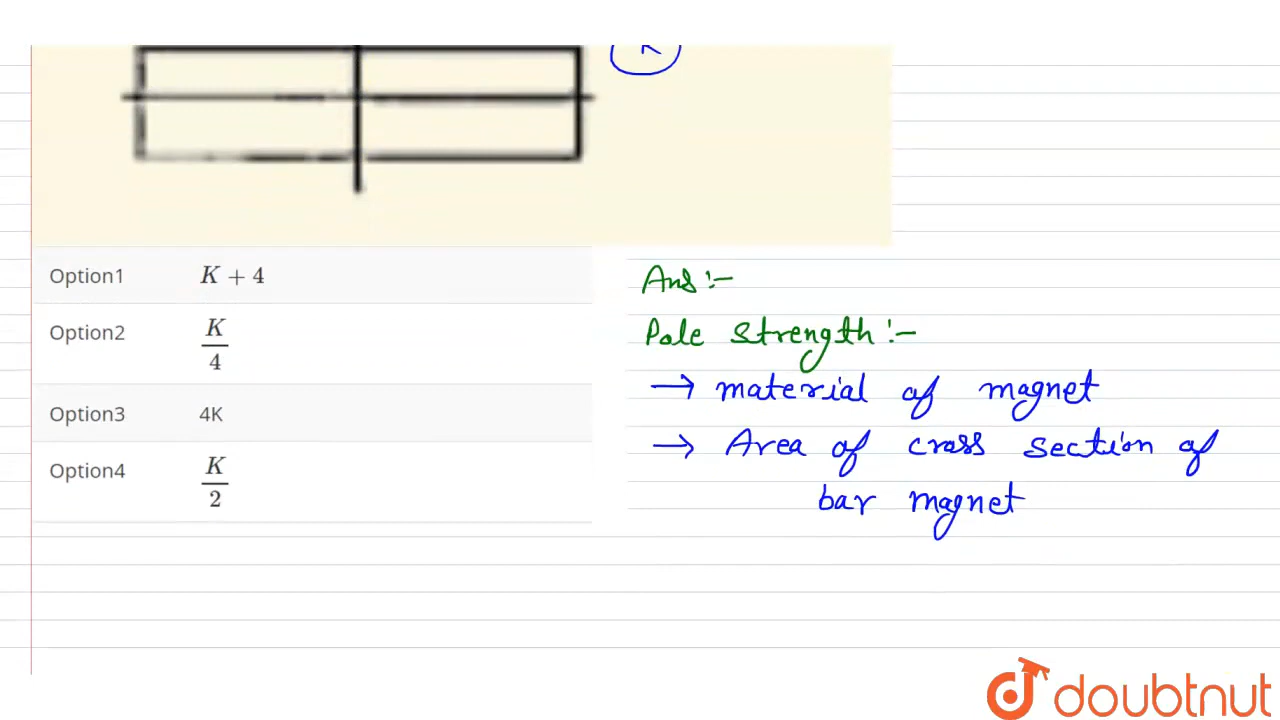 K
Option1 K + 4
Option2 K/4
Option3 4K
Option4 K/2
Ans :-
Pole strength :-
→ material of magnet
→ Area of cross section of
bar magnet
doubtnut